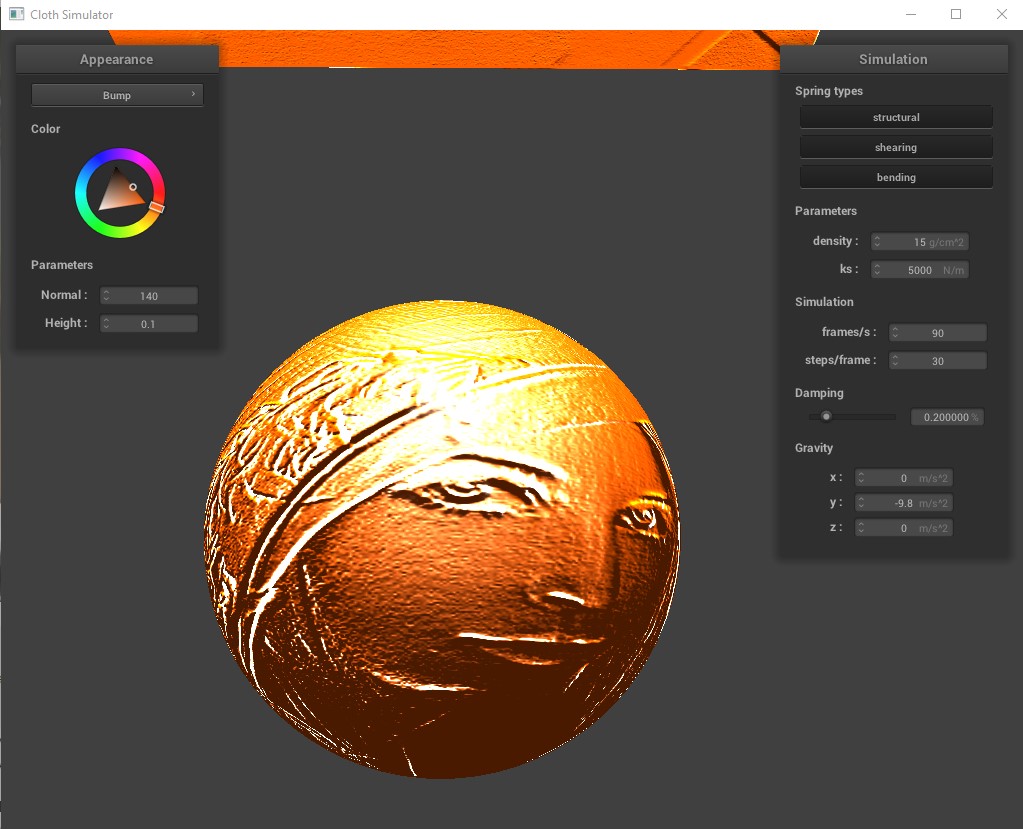 Cloth Simulator
Appearance
Bump
Color
Parameters
Normal : 140
Height : 0.1
Simulation
Spring types
structural
shearing
bending
Parameters
density : 15 g/cm^2
ks : 5000 N/m
Simulation
frames/s : 90
steps/frame : 30
Damping
0.200000 %
Gravity
x : 0 m/s^2
y : -9.8 m/s^2
z : 0 m/s^2